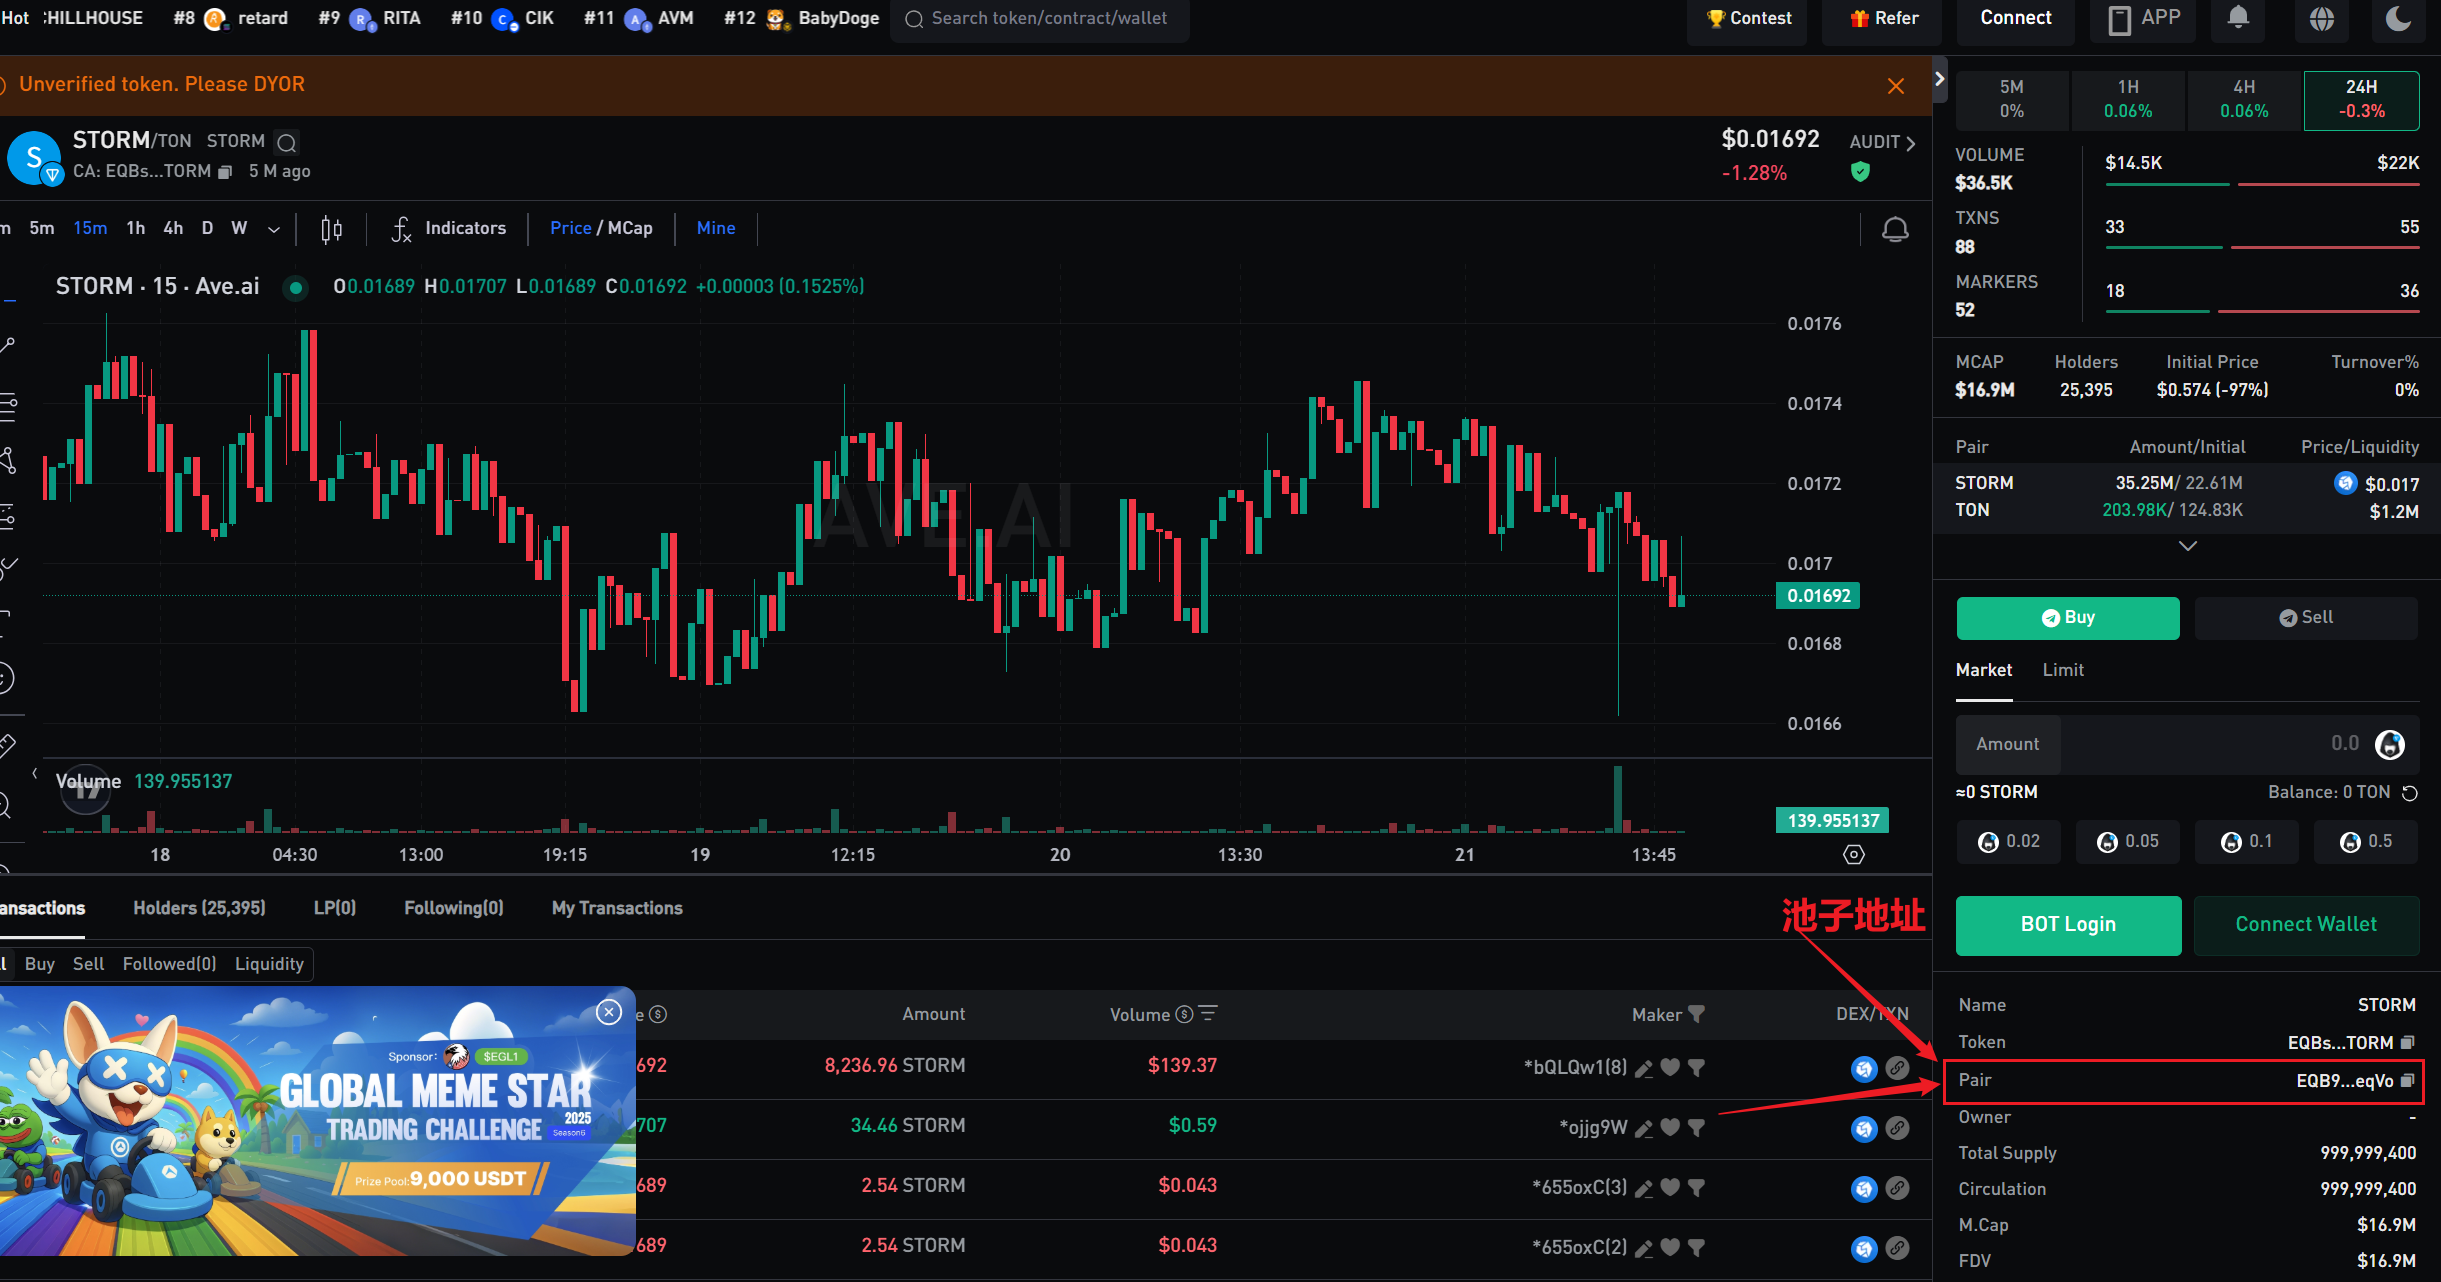 Hot :HILLHOUSE #8 retard #9 RITA #10 CIK #11 AVM #12 BabyDoge Search token/contract/wallet Contest Refer Connect APP
Unverified token. Please DYOR
STORM/TON STORM
CA: EQBs...TORM 5 M ago
$0.01692 AUDIT
-1.28%
m 5m 15m 1h 4h D W Indicators Price / MCap Mine
STORM · 15 · Ave.ai O0.01689 H0.01707 L0.01689 C0.01692 +0.00003 (0.1525%)
0.0176
0.0174
0.0172
0.017
0.01692
0.0168
0.0166
AVE.AI
Volume 139.955137
139.955137
18 04:30 13:00 19:15 19 12:15 20 13:30 21 13:45
ansactions Holders (25,395) LP(0) Following(0) My Transactions
ll Buy Sell Followed(0) Liquidity
e Amount Volume Maker DEX/TXN
692 8,236.96 STORM $139.37 *bQLQw1(8)
707 34.46 STORM $0.59 *ojjg9W
689 2.54 STORM $0.043 *655oxC(3)
689 2.54 STORM $0.043 *655oxC(2)
Sponsor: $EGL1
GLOBAL MEME STAR
2025
TRADING CHALLENGE Season6
Prize Pool:9,000 USDT
池子地址
5M 1H 4H 24H
0% 0.06% 0.06% -0.3%
VOLUME $14.5K $22K
$36.5K
TXNS 33 55
88
MARKERS 18 36
52
MCAP Holders Initial Price Turnover%
$16.9M 25,395 $0.574 (-97%) 0%
Pair Amount/Initial Price/Liquidity
STORM 35.25M/ 22.61M $0.017
TON 203.98K/ 124.83K $1.2M
Buy Sell
Market Limit
Amount 0.0
≈0 STORM Balance: 0 TON
0.02 0.05 0.1 0.5
BOT Login Connect Wallet
Name STORM
Token EQBs...TORM
Pair EQB9...eqVo
Owner -
Total Supply 999,999,400
Circulation 999,999,400
M.Cap $16.9M
FDV $16.9M